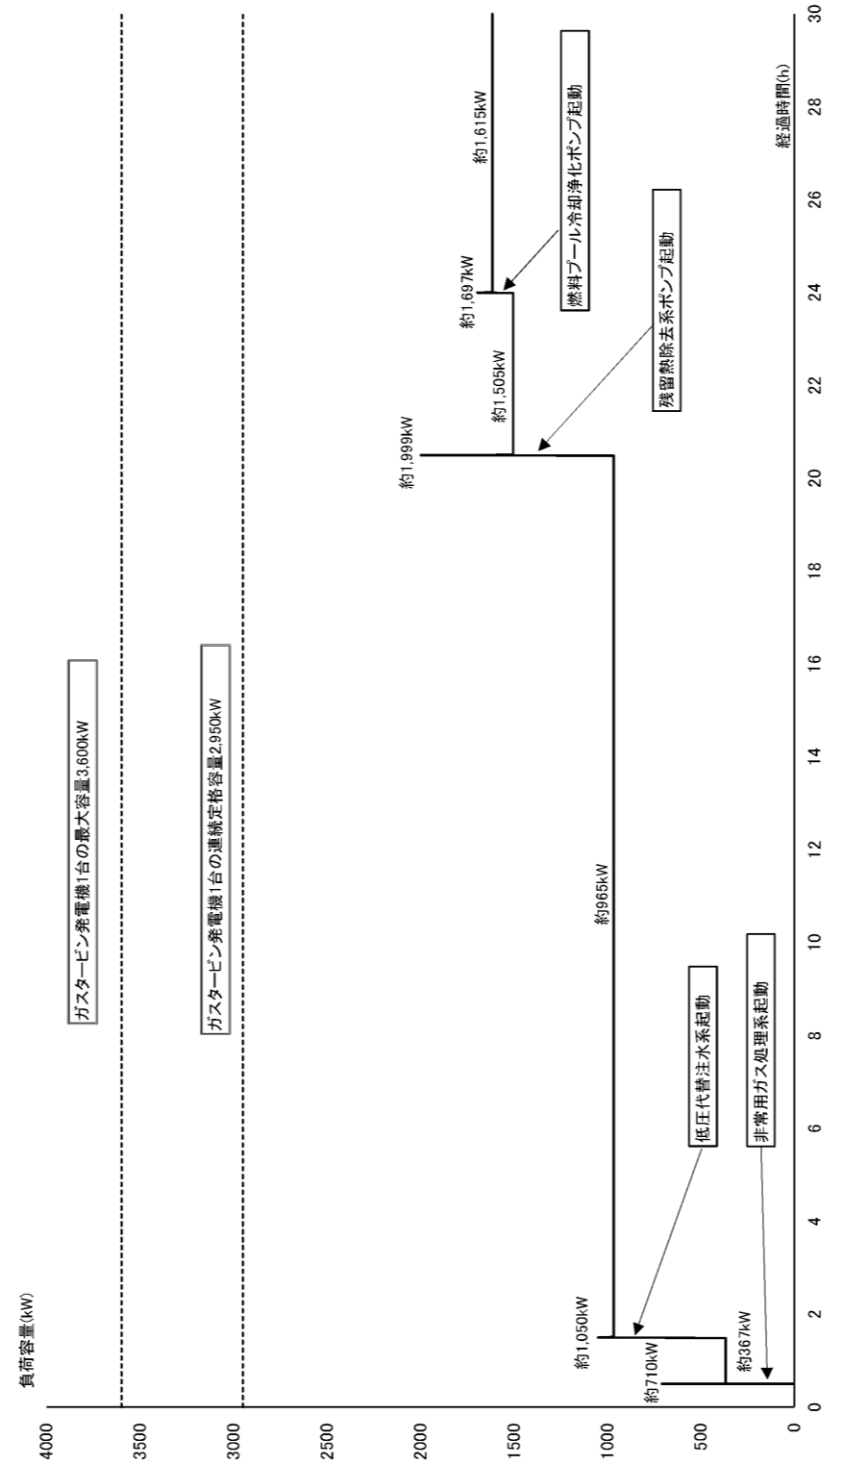 負荷容量(kW)
4000
3500
3000
2500
2000
1500
1000
500
0
ガスタービン発電機1台の最大容量3,600kW
ガスタービン発電機1台の連続定格容量2,950kW
約1,999kW
約1,697kW
約1,615kW
約1,505kW
燃料プール冷却浄化ポンプ起動
残留熱除去系ポンプ起動
約1,050kW
約965kW
約710kW
約367kW
低圧代替注水系起動
非常用ガス処理系起動
経過時間(h)
0
2
4
6
8
10
12
14
16
18
20
22
24
26
28
30